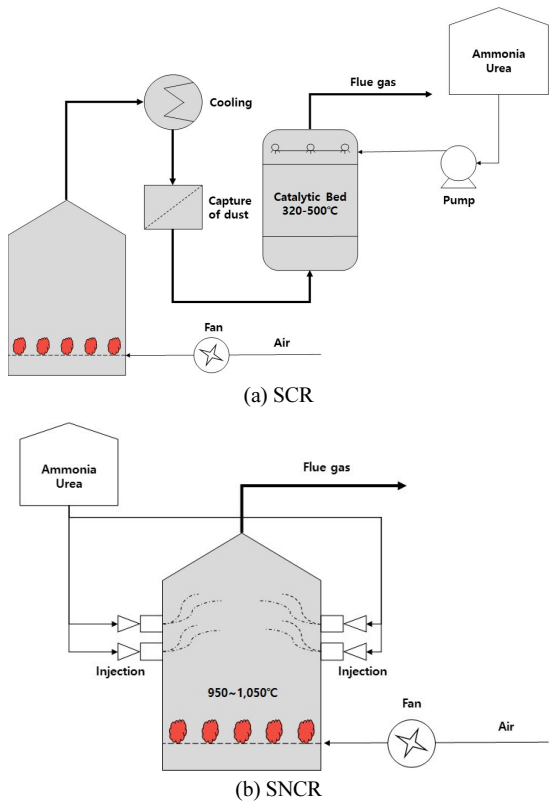 Ammonia
Urea
Flue gas
Cooling
Catalytic Bed
320-500℃
Capture
of dust
Pump
Fan
Air
(a) SCR
Ammonia
Urea
Flue gas
Injection
Injection
950~1,050℃
Fan
Air
(b) SNCR